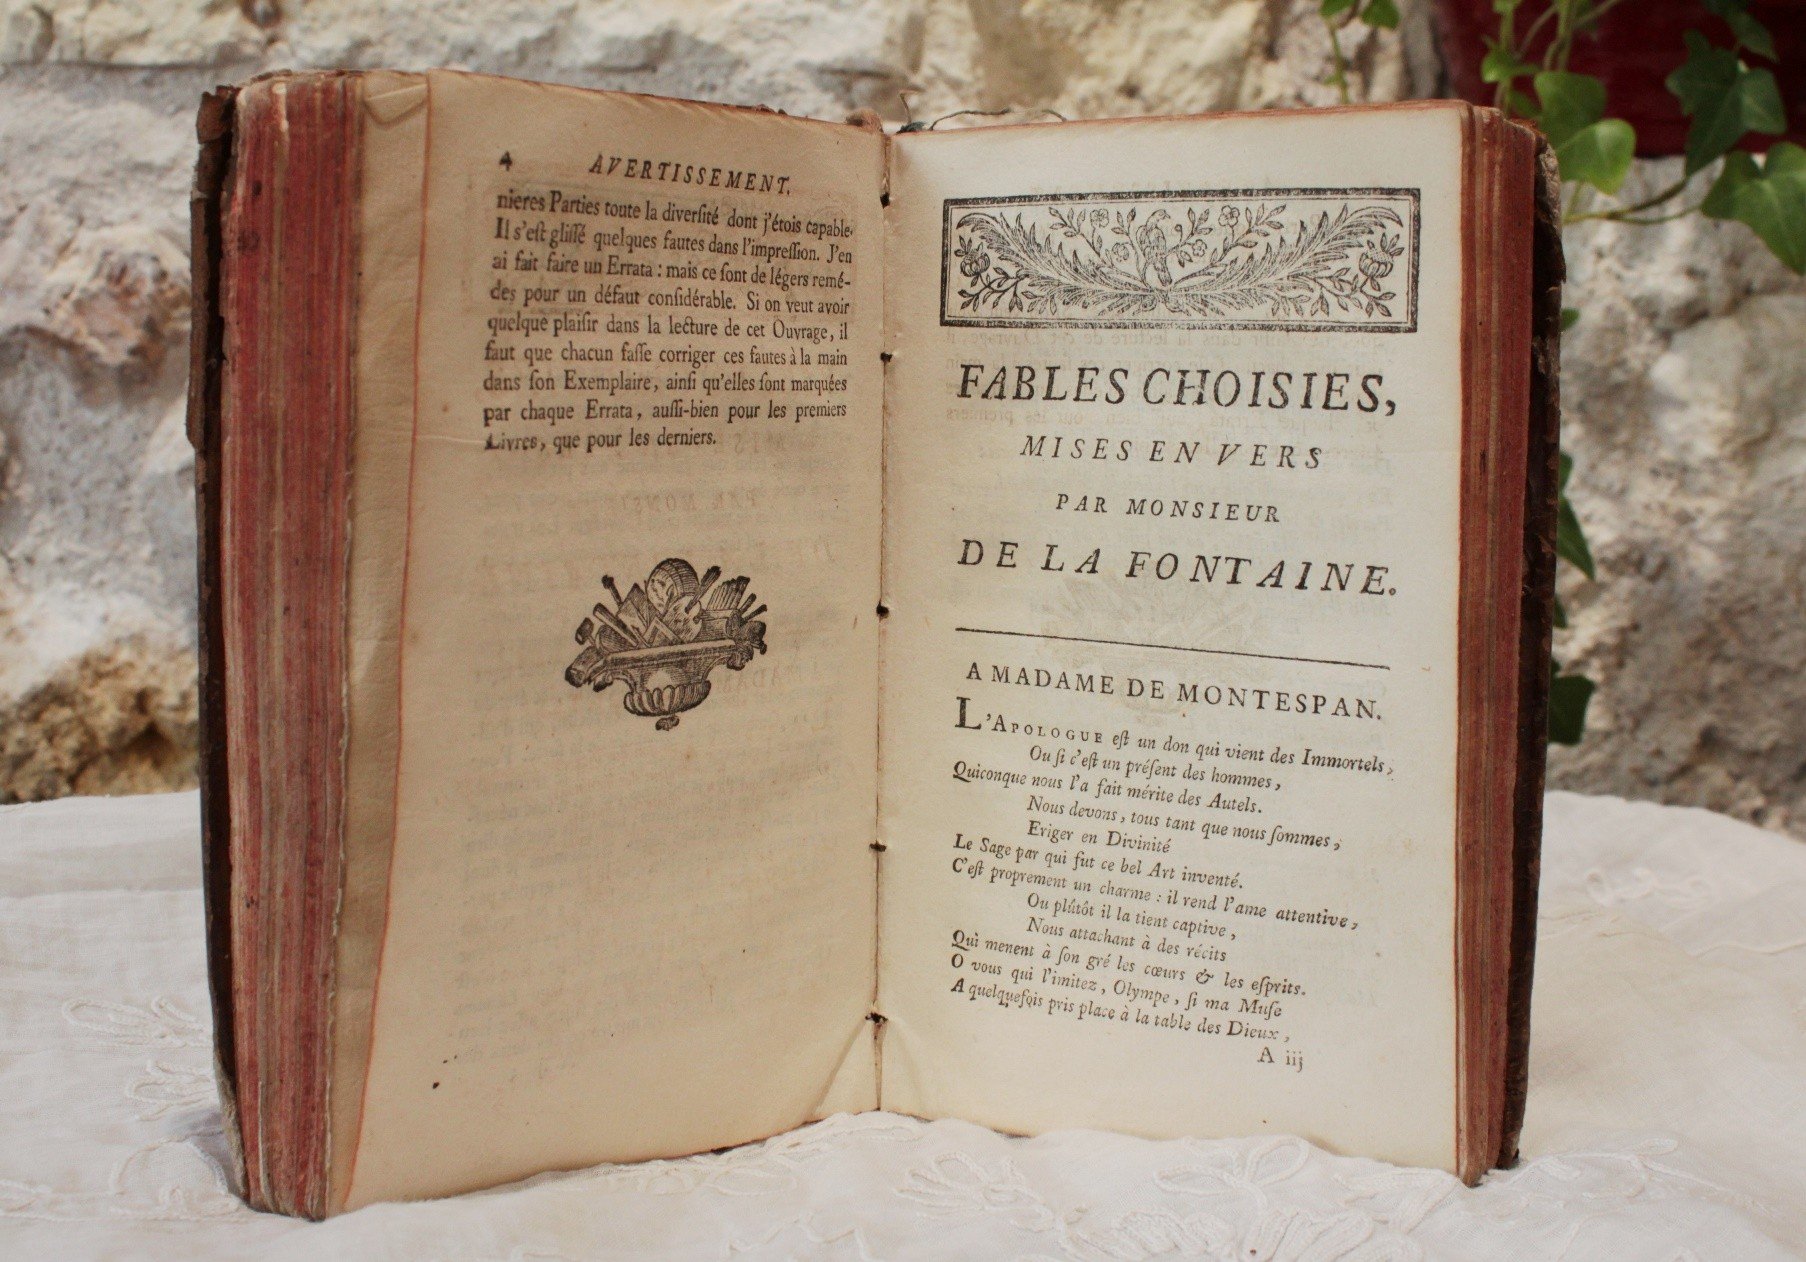 4 AVERTISSEMENT.
nieres Parties toute la diverſité dont j'étois capable.
Il s'eſt gliſſé quelques fautes dans l'impreſſion. J'en
ai fait faire un Errata : mais ce ſont de légers remé-
des pour un défaut conſidérable. Si on veut avoir
quelque plaiſir dans la lecture de cet Ouvrage, il
faut que chacun faſſe corriger ces fautes à la main
dans ſon Exemplaire, ainſi qu'elles ſont marquées
par chaque Errata, auſſi-bien pour les premiers
Livres, que pour les derniers.
FABLES CHOISIES,
MISES EN VERS
PAR MONSIEUR
DE LA FONTAINE.
A MADAME DE MONTESPAN.
L'APOLOGUE eſt un don qui vient des Immortels,
Ou ſi c'eſt un préſent des hommes,
Quiconque nous l'a fait mérite des Autels.
Nous devons, tous tant que nous ſommes,
Eriger en Divinité
Le Sage par qui fut ce bel Art inventé.
C'eſt proprement un charme : il rend l'ame attentive,
Ou plûtôt il la tient captive,
Nous attachant à des récits
Qui menent à ſon gré les cœurs & les eſprits.
O vous qui l'imitez, Olympe, ſi ma Muſe
A quelquefois pris place à la table des Dieux,
A iij